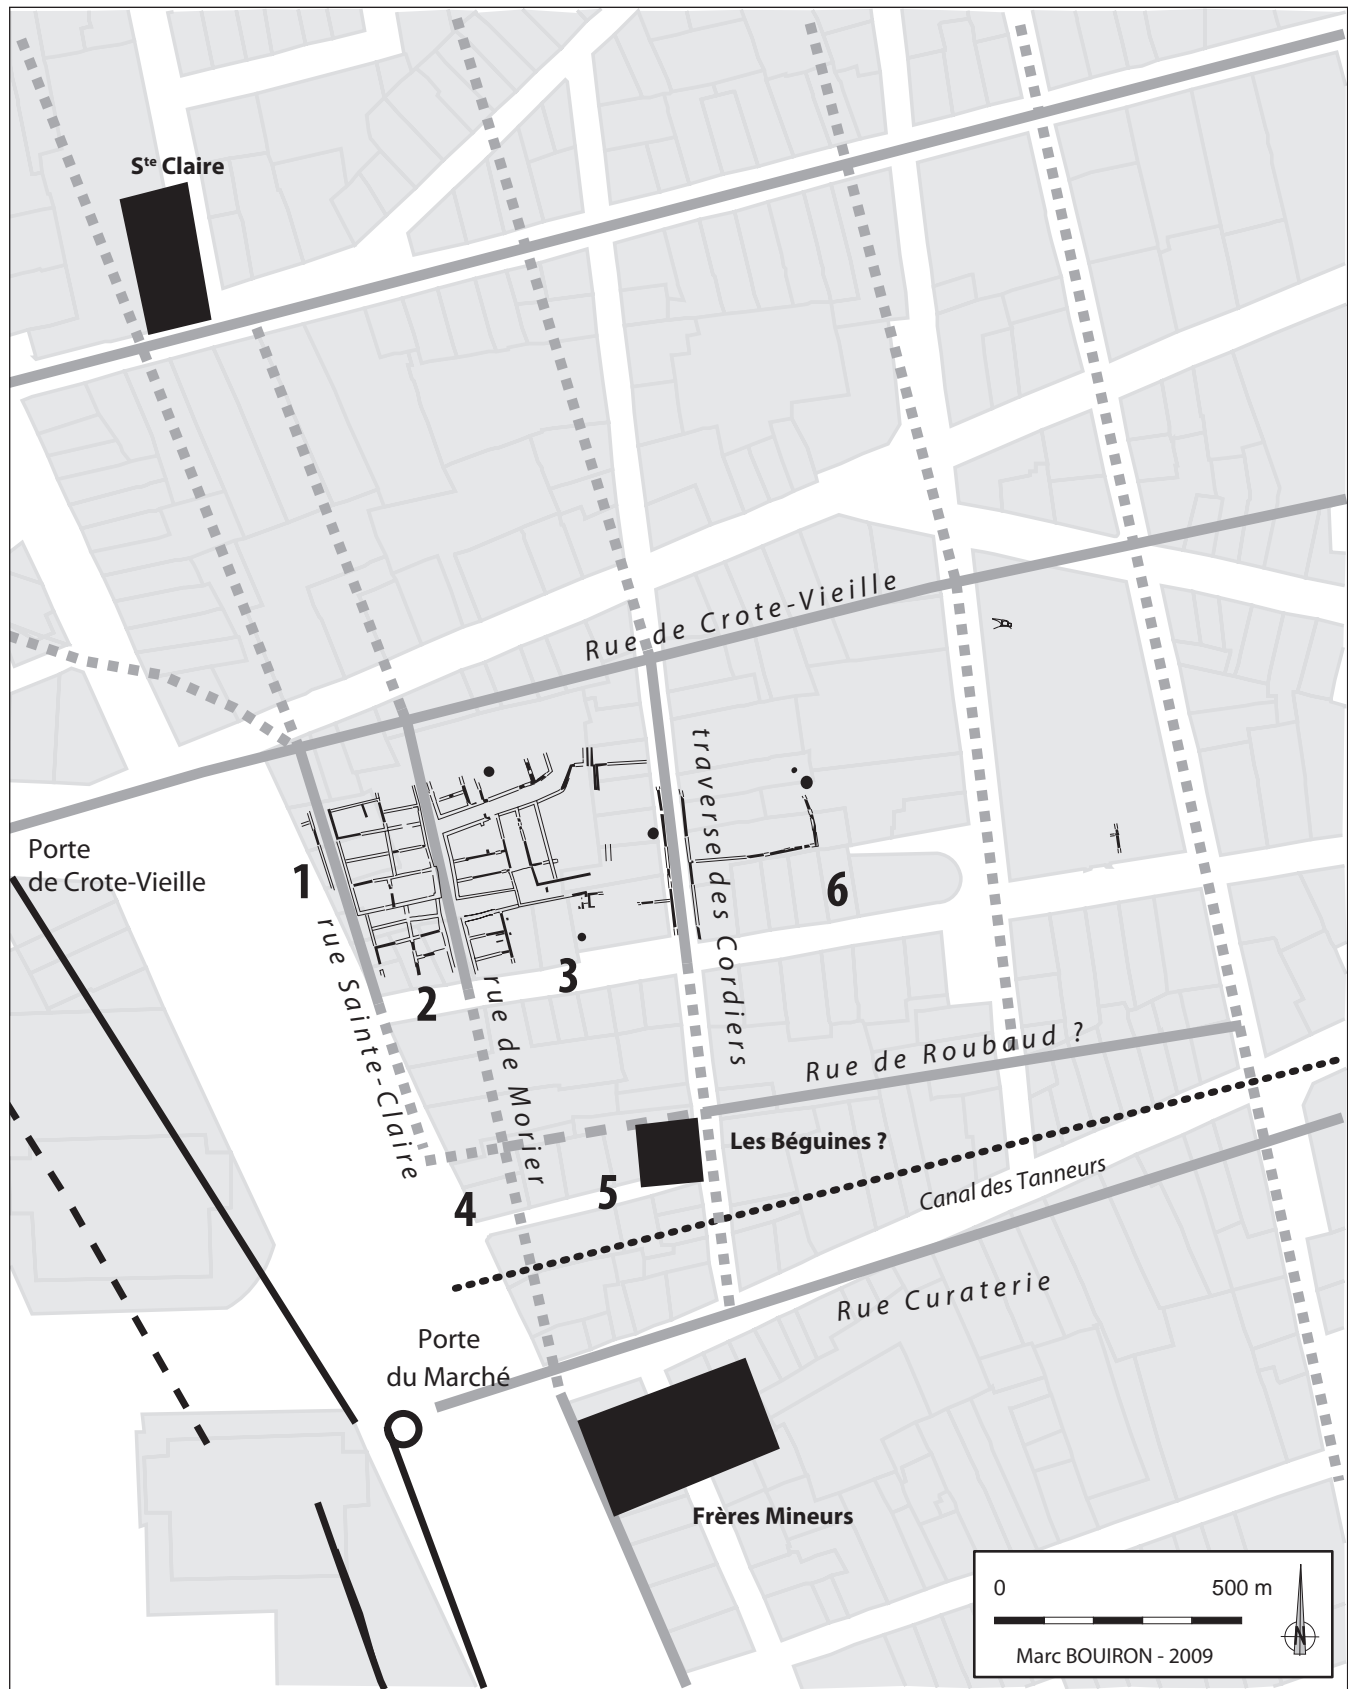 Sᵗᵉ Claire
Rue de Crote-Vieille
traverse des Cordiers
Porte
de Crote-Vieille
1
6
rue Sainte-Claire
2
3
rue de Morier
Rue de Roubaud ?
Les Béguines ?
4
5
Canal des Tanneurs
Rue Curaterie
Porte
du Marché
Frères Mineurs
0 500 m
N
Marc BOUIRON - 2009